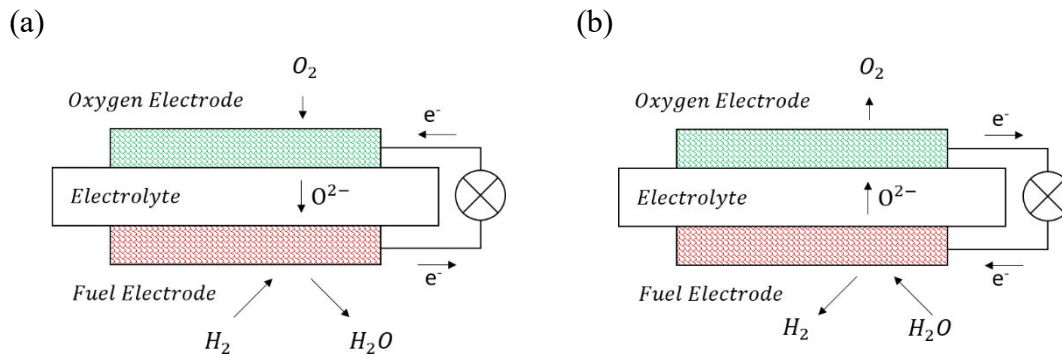 (a)
O₂
Oxygen Electrode
e⁻
Electrolyte
O²⁻
e⁻
Fuel Electrode
H₂
H₂O
(b)
O₂
Oxygen Electrode
e⁻
Electrolyte
O²⁻
e⁻
Fuel Electrode
H₂
H₂O